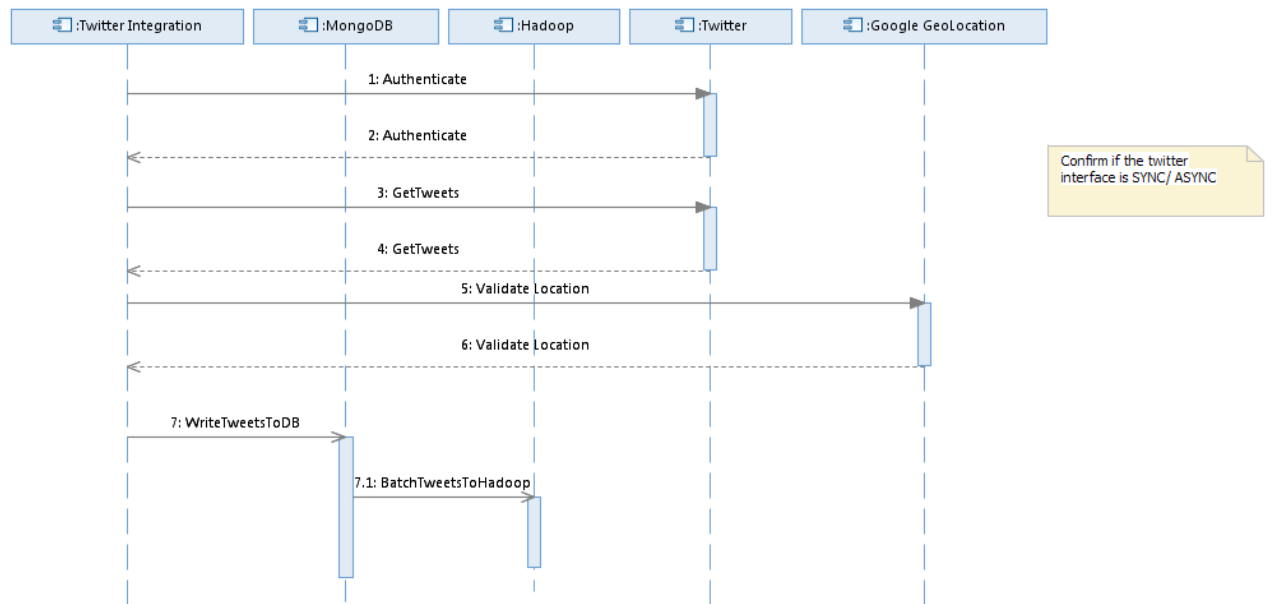 :Twitter Integration
:MongoDB
:Hadoop
:Twitter
:Google GeoLocation
1: Authenticate
2: Authenticate
Confirm if the twitter
interface is SYNC/ ASYNC
3: GetTweets
4: GetTweets
5: Validate Location
6: Validate Location
7: WriteTweetsToDB
7.1: BatchTweetsToHadoop